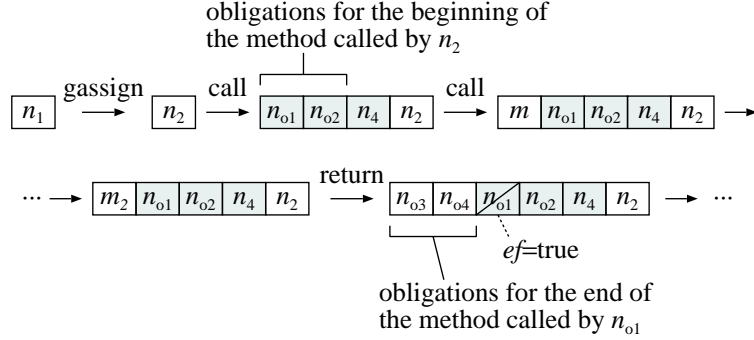 obligations for the beginning of
the method called by n₂
gassign call call
n₁ n₂ nₒ₁ nₒ₂ n₄ n₂ m nₒ₁ nₒ₂ n₄ n₂
return
··· m₂ nₒ₁ nₒ₂ n₄ n₂ nₒ₃ nₒ₄ nₒ₁ nₒ₂ n₄ n₂ ···
ef=true
obligations for the end of
the method called by nₒ₁